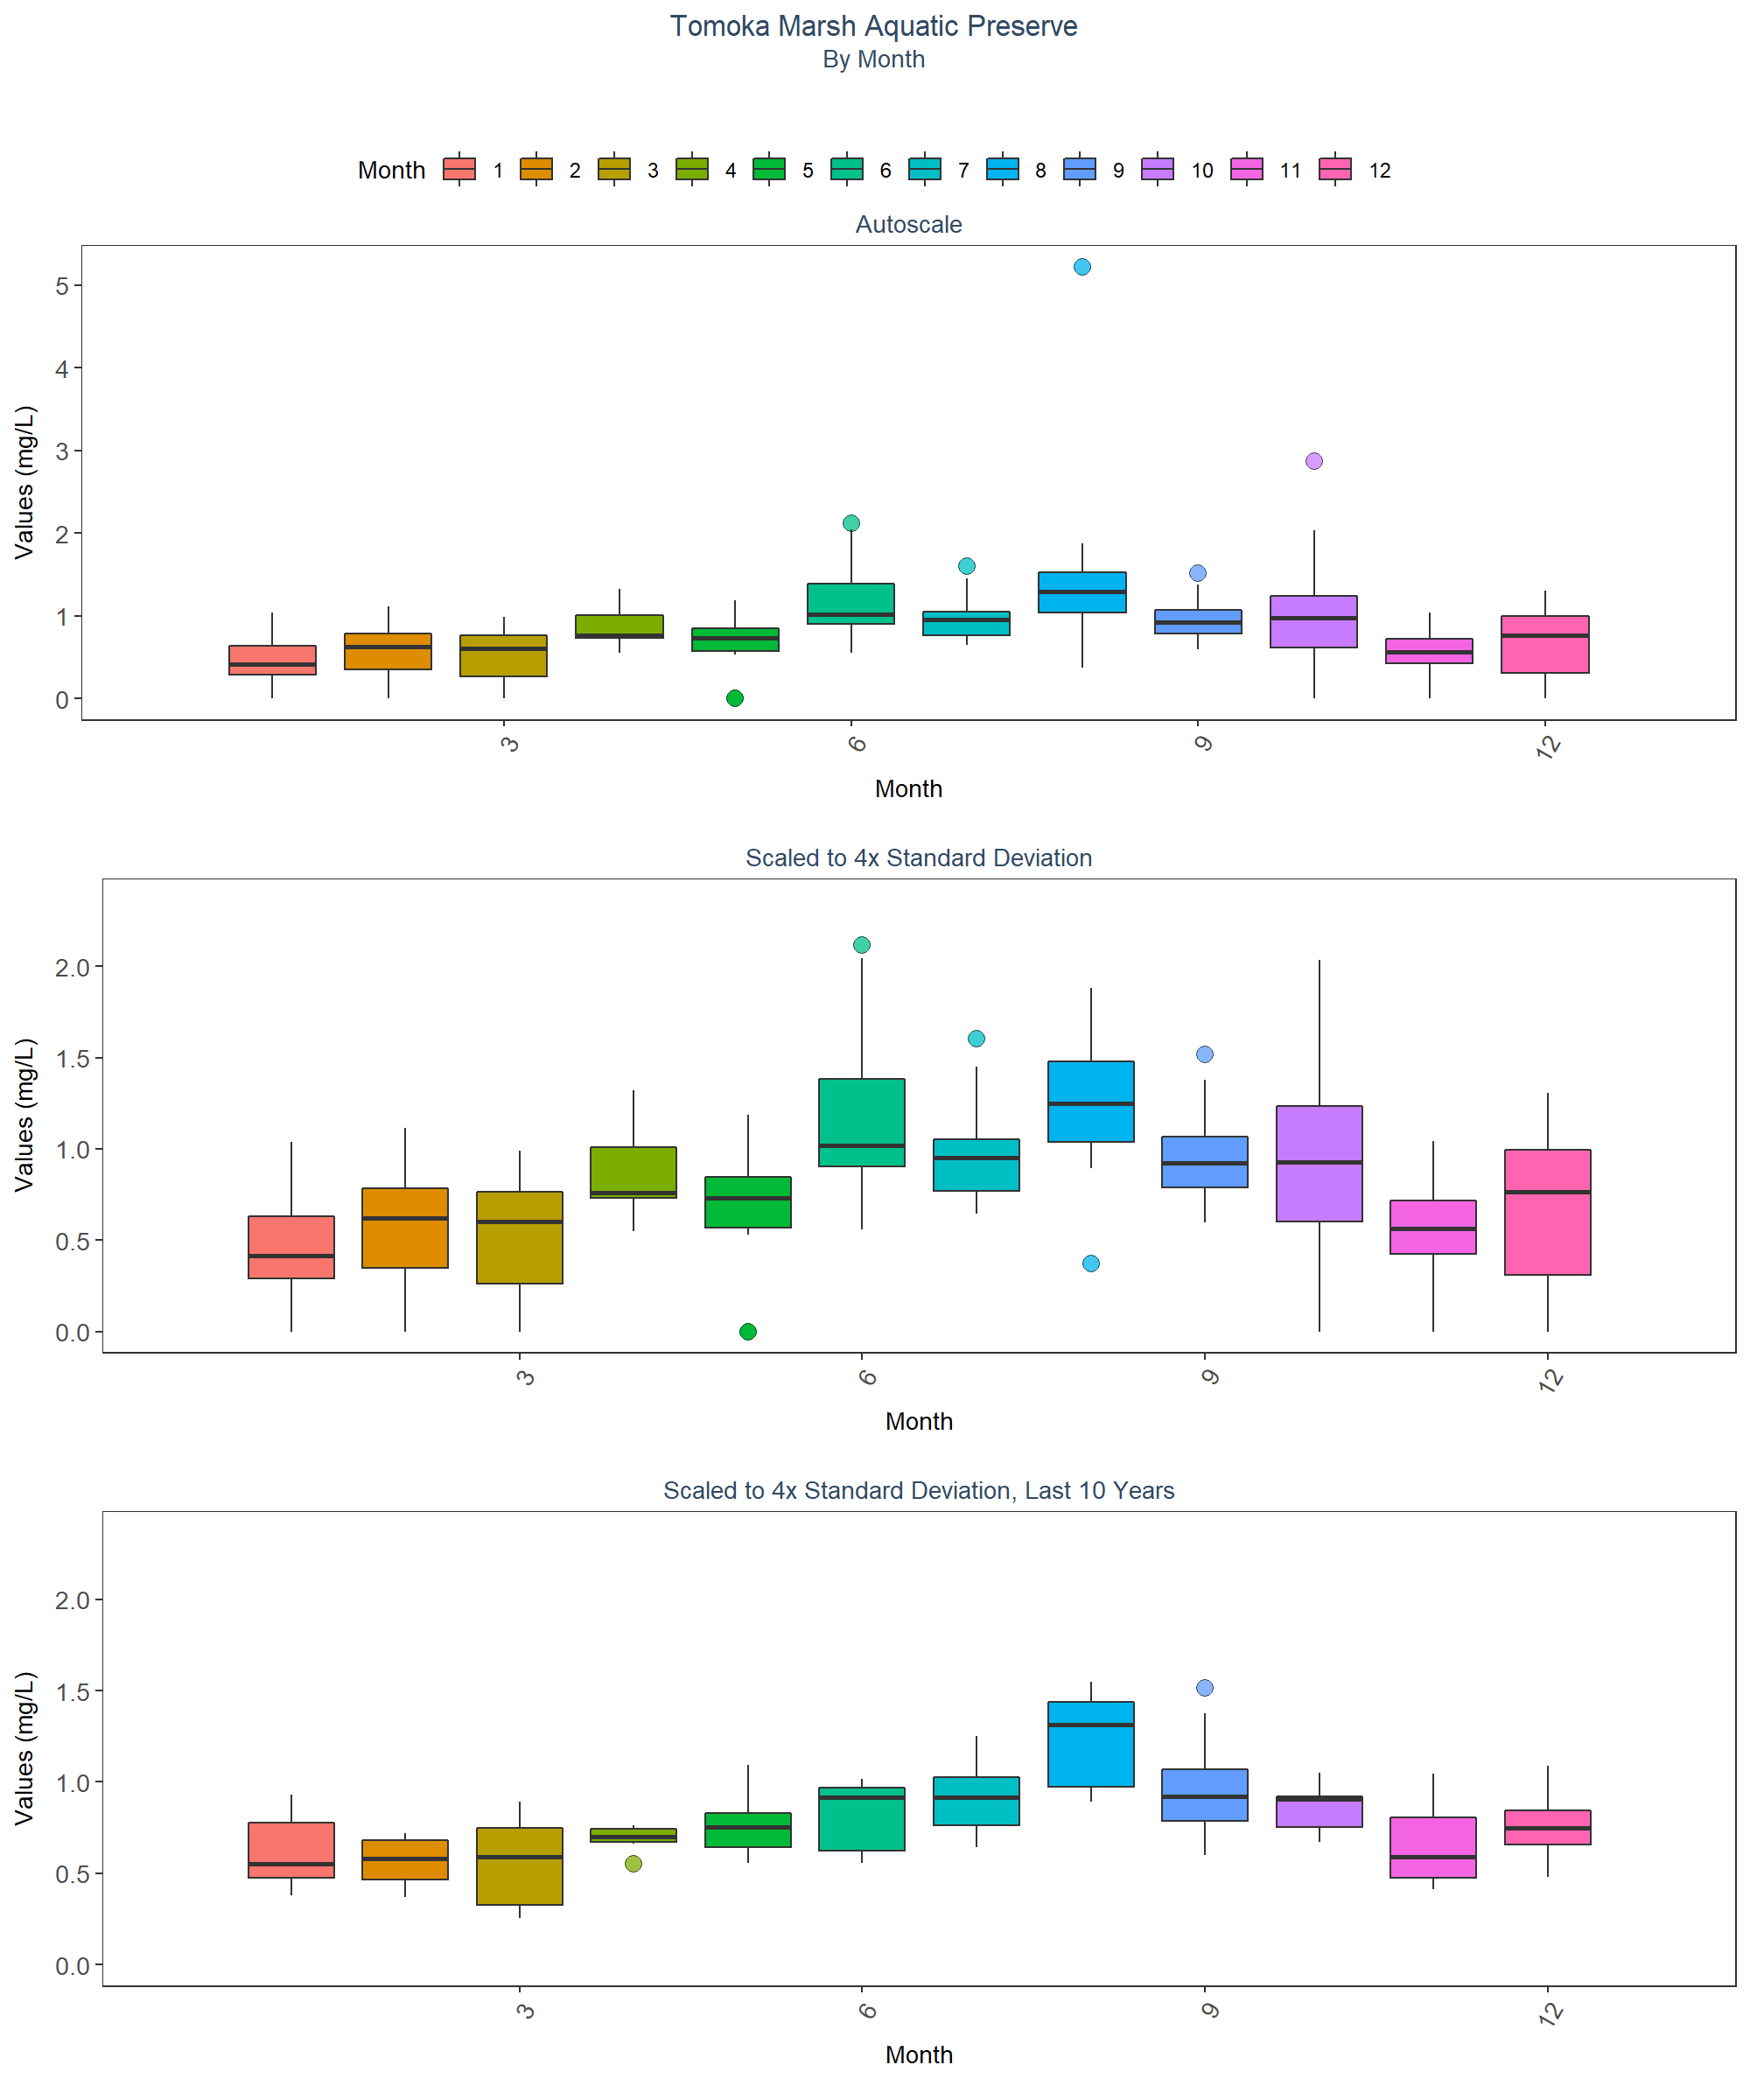 Tomoka Marsh Aquatic Preserve
By Month
Month 1 2 3 4 5 6 7 8 9 10 11 12
Autoscale
Values (mg/L)
5
4
3
2
1
0
3 6 9 12
Month
Scaled to 4x Standard Deviation
Values (mg/L)
2.0
1.5
1.0
0.5
0.0
3 6 9 12
Month
Scaled to 4x Standard Deviation, Last 10 Years
Values (mg/L)
2.0
1.5
1.0
0.5
0.0
3 6 9 12
Month